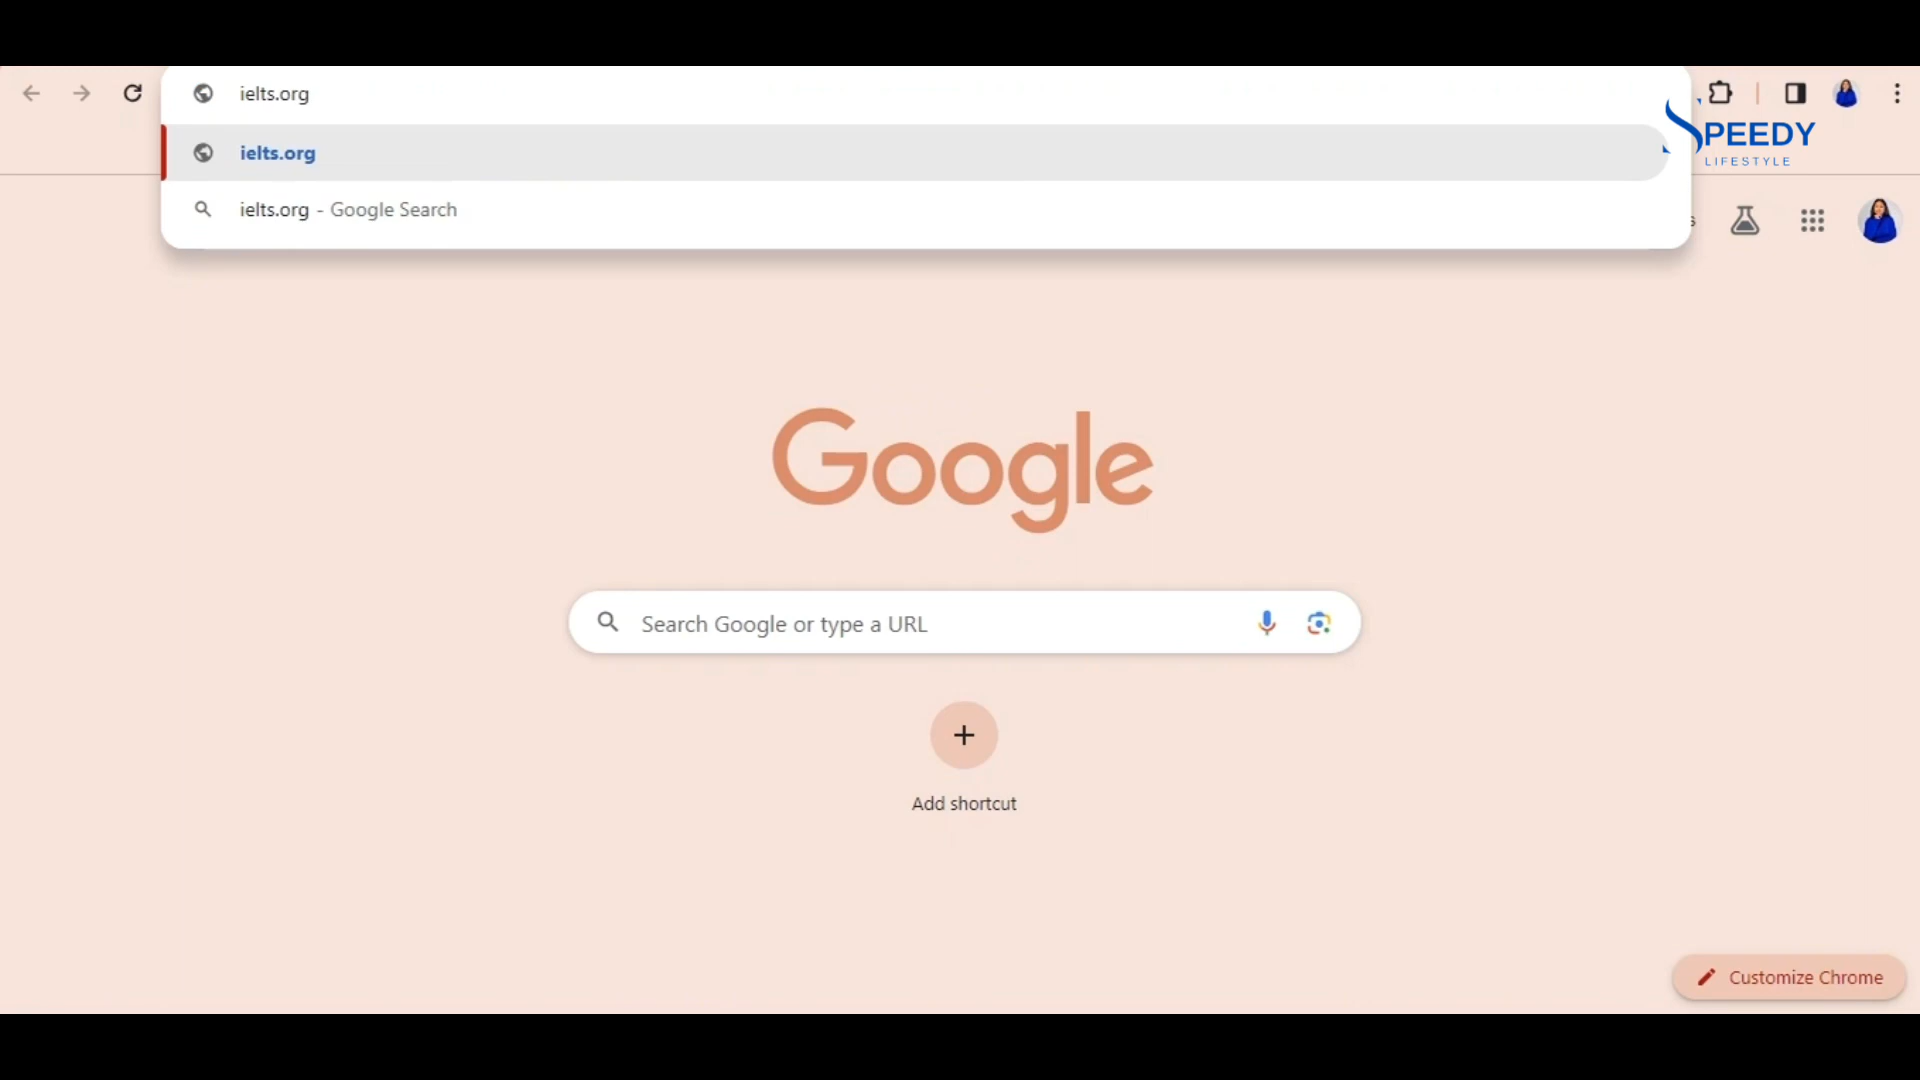 ielts.org
ielts.org
ielts.org - Google Search
SPEEDY
LIFESTYLE
Google
Search Google or type a URL
Add shortcut
Customize Chrome